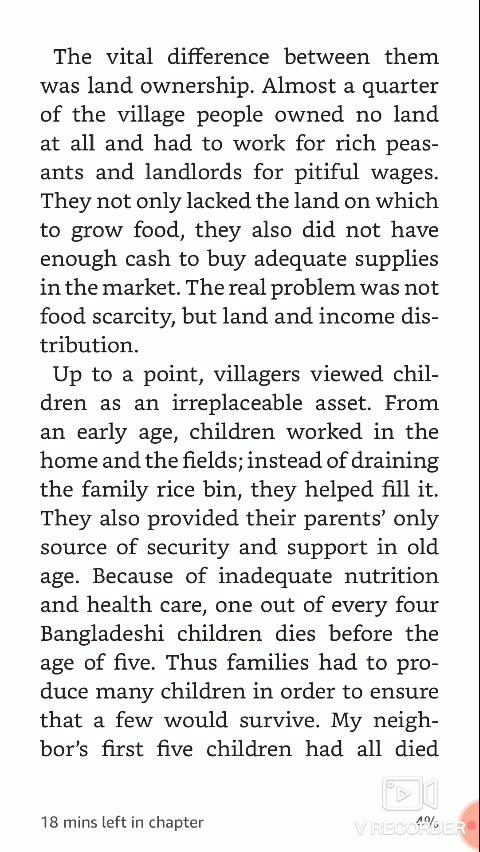 The vital difference between them
was land ownership. Almost a quarter
of the village people owned no land
at all and had to work for rich peas-
ants and landlords for pitiful wages.
They not only lacked the land on which
to grow food, they also did not have
enough cash to buy adequate supplies
in the market. The real problem was not
food scarcity, but land and income dis-
tribution.
Up to a point, villagers viewed chil-
dren as an irreplaceable asset. From
an early age, children worked in the
home and the fields; instead of draining
the family rice bin, they helped fill it.
They also provided their parents’ only
source of security and support in old
age. Because of inadequate nutrition
and health care, one out of every four
Bangladeshi children dies before the
age of five. Thus families had to pro-
duce many children in order to ensure
that a few would survive. My neigh-
bor’s first five children had all died
18 mins left in chapter
4%
V RECORDER